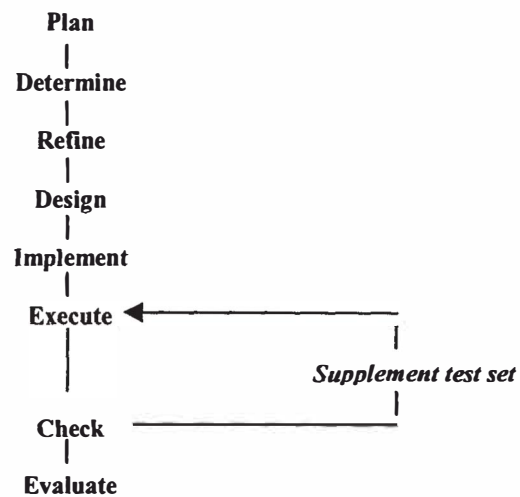 Plan
Determine
Refine
Design
Implement
Execute
Supplement test set
Check
Evaluate